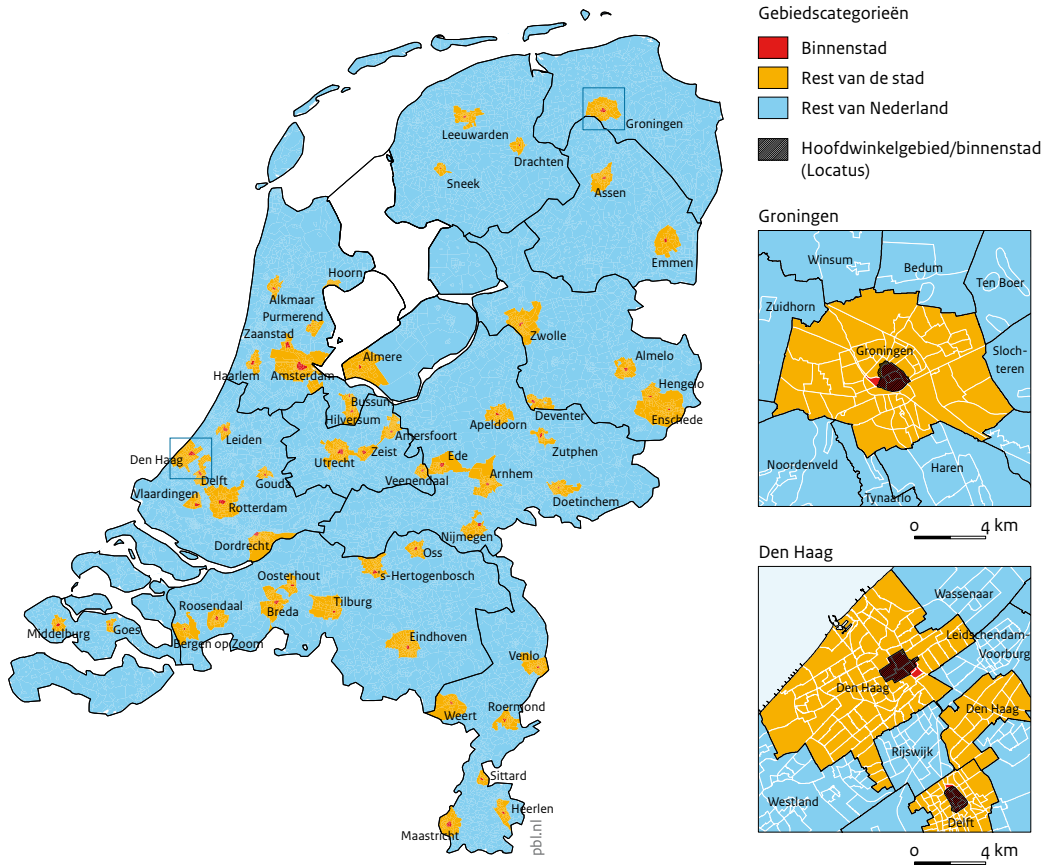 Gebiedscategorieën
Binnenstad
Rest van de stad
Rest van Nederland
Hoofdwinkelgebied/binnenstad
(Locatus)
Leeuwarden
Groningen
Drachten
Sneek
Assen
Emmen
Hoorn
Alkmaar
Purmerend
Zaanstad
Zwolle
Almere
Almelo
Haarlem
Amsterdam
Hengelo
Bussum
Hilversum
Deventer
Enschede
Apeldoorn
Leiden
Amersfoort
Zutphen
Den Haag
Utrecht
Zeist
Ede
Arnhem
Delft
Gouda
Veenendaal
Vlaardingen
Rotterdam
Doetinchem
Nijmegen
Dordrecht
Oss
's-Hertogenbosch
Oosterhout
Roosendaal
Breda
Tilburg
Middelburg
Goes
Bergen op Zoom
Eindhoven
Venlo
Weert
Roermond
Sittard
Heerlen
Maastricht
pbl.nl
Groningen
Winsum
Bedum
Ten Boer
Zuidhorn
Groningen
Sloch-
teren
Noordenveld
Haren
Tynaarlo
0 4 km
Den Haag
Wassenaar
Leidschendam-
Voorburg
Den Haag
Den Haag
Rijswijk
Westland
Delft
0 4 km